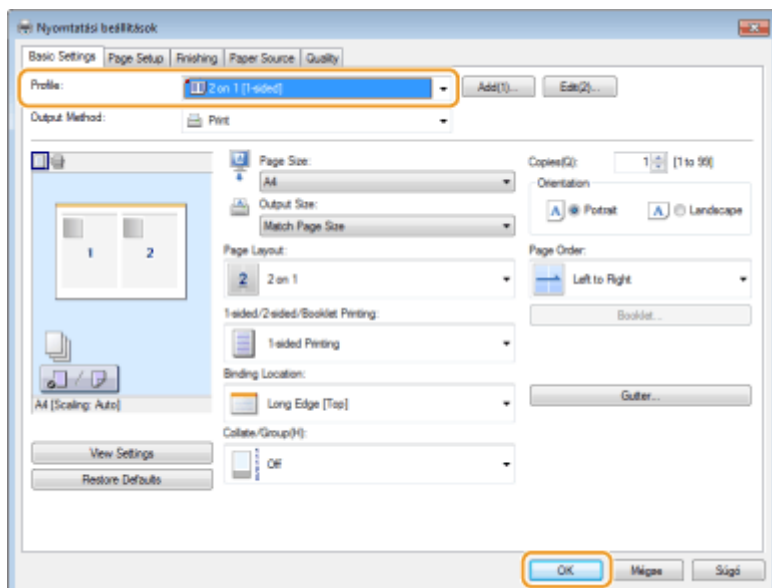 Nyomtatási beállítások
Basic Settings Page Setup Finishing Paper Source Quality
Profile: 2 on 1 [1-sided] Add(1)... Edit(2)...
Output Method: Print
Page Size: Copies(Q): 1 [1 to 99]
A4 Orientation
Output Size: A Portrait A Landscape
Match Page Size
1 2
Page Layout: Page Order:
2 2 on 1 Left to Right
1-sided/2-sided/Booklet Printing: Booklet...
1-sided Printing
Binding Location:
A4 [Scaling: Auto] Long Edge [Top] Gutter...
Collate/Group(H):
View Settings Off
Restore Defaults
OK Mégse Súgó